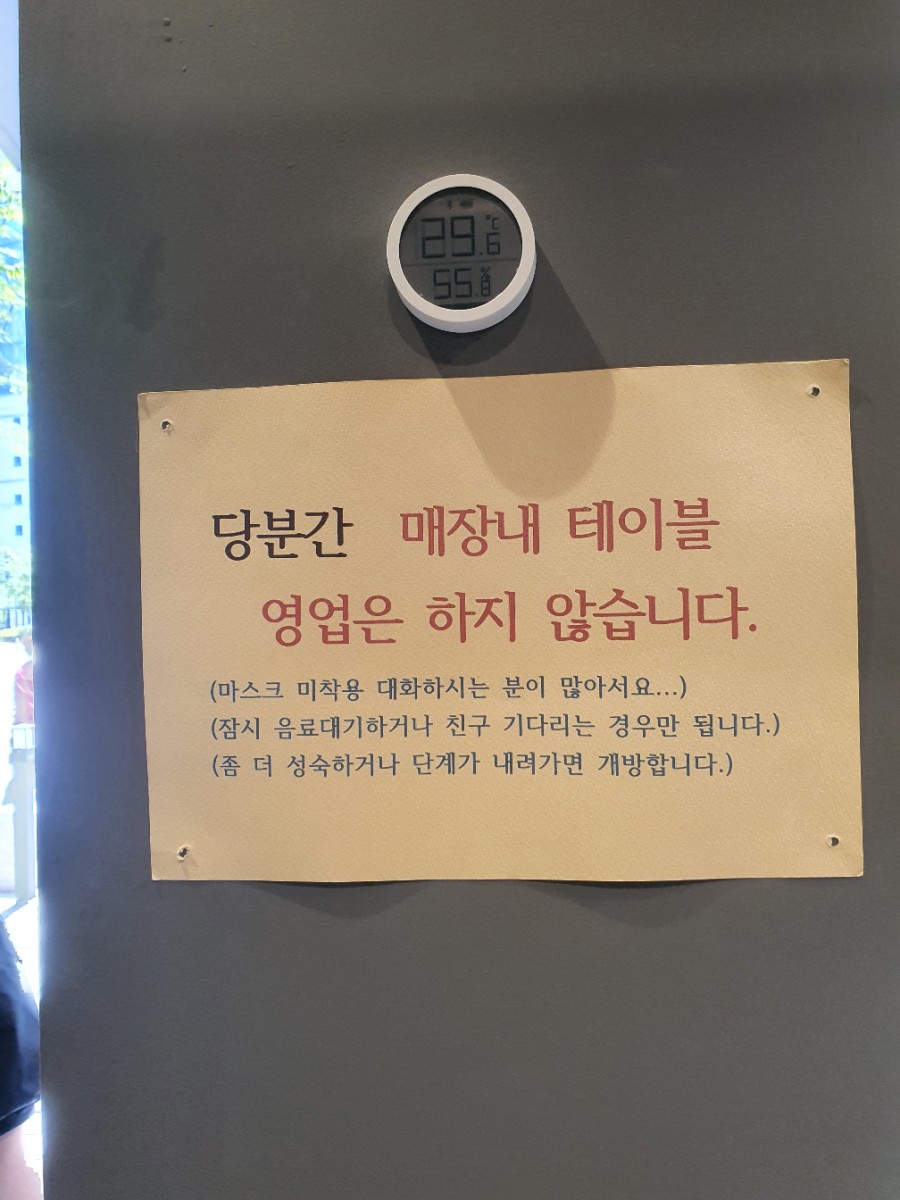 29.6 °C
55.8 %
당분간 매장내 테이블
영업은 하지 않습니다.
(마스크 미착용 대화하시는 분이 많아서요...)
(잠시 음료대기하거나 친구 기다리는 경우만 됩니다.)
(좀 더 성숙하거나 단계가 내려가면 개방합니다.)